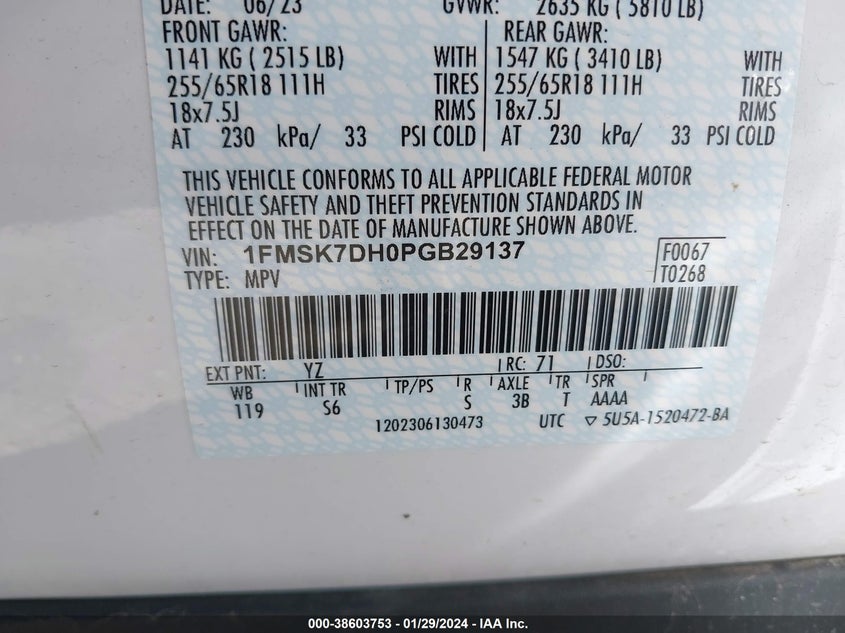 DATE: 06/23 GVWR: 2635 KG ( 5810 LB)
FRONT GAWR: REAR GAWR:
1141 KG ( 2515 LB) WITH 1547 KG ( 3410 LB) WITH
255/65R18 111H TIRES 255/65R18 111H TIRES
18x7.5J RIMS 18x7.5J RIMS
AT 230 kPa/ 33 PSI COLD AT 230 kPa/ 33 PSI COLD
THIS VEHICLE CONFORMS TO ALL APPLICABLE FEDERAL MOTOR
VEHICLE SAFETY AND THEFT PREVENTION STANDARDS IN
EFFECT ON THE DATE OF MANUFACTURE SHOWN ABOVE.
VIN: 1FMSK7DH0PGB29137 F0067
TYPE: MPV T0268
EXT PNT: YZ RC: 71 DSO:
WB INT TR TP/PS R AXLE TR SPR
119 S6 S 3B T AAAA
1202306130473 UTC ▽ 5U5A-1520472-BA
000-38603753 | 01/29/2024 | IAA Inc.